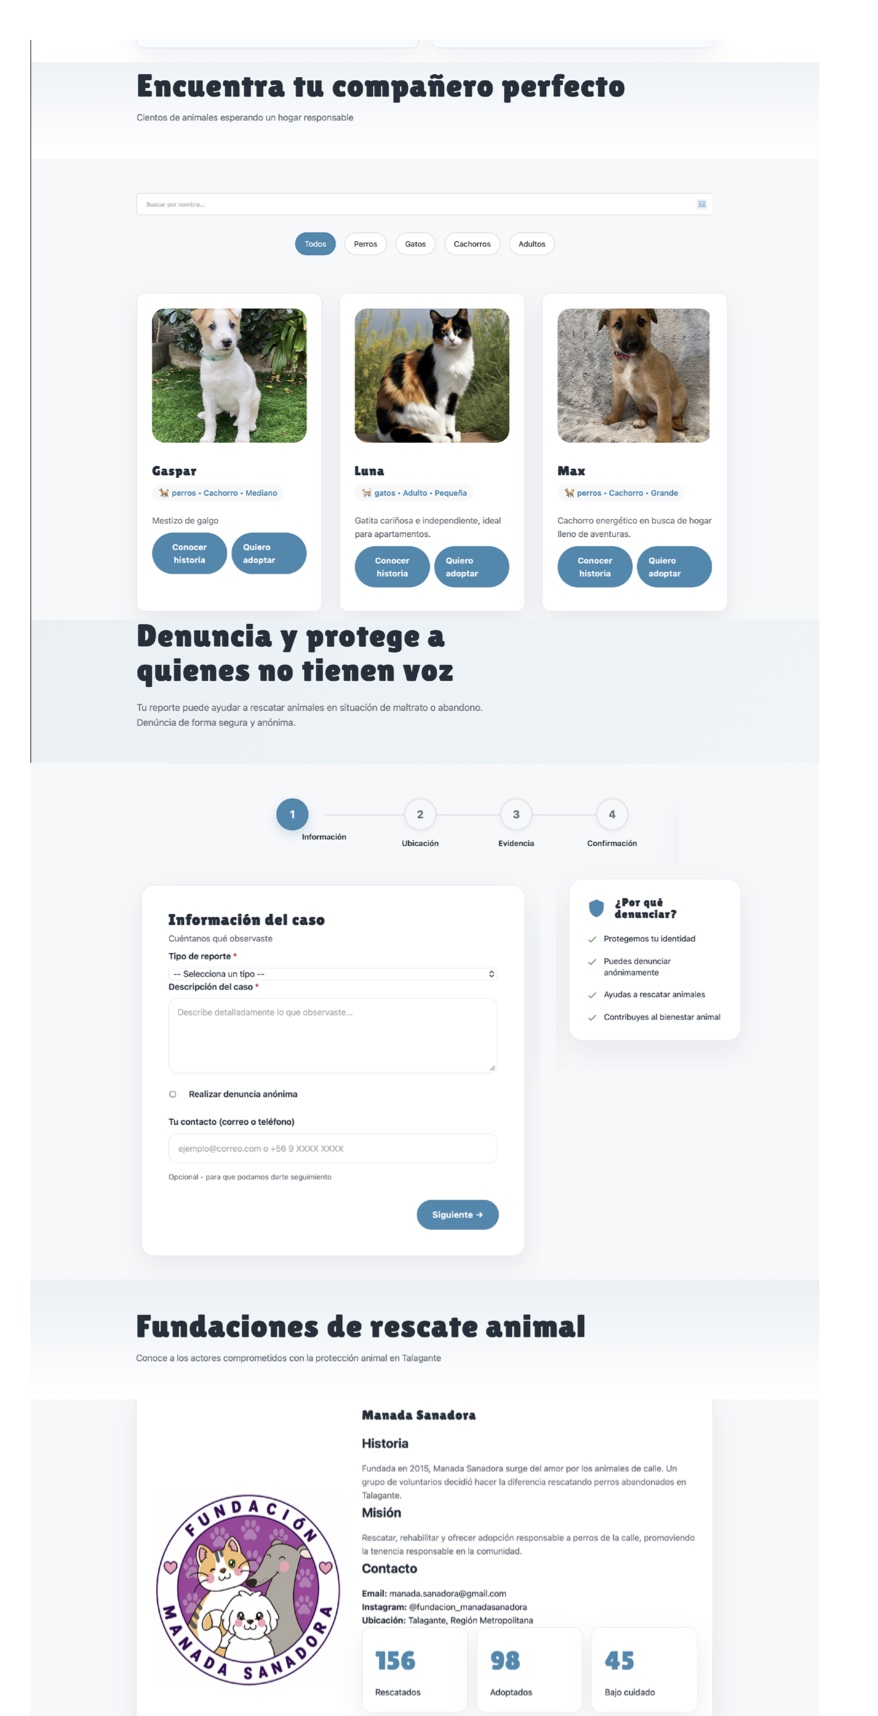 Encuentra tu compañero perfecto
Cientos de animales esperando un hogar responsable
Buscar por nombre...
Todos
Perros
Gatos
Cachorros
Adultos
Gaspar
perros • Cachorro • Mediano
Mestizo de galgo
Conocer
historia
Quiero
adoptar
Luna
gatos • Adulto • Pequeña
Gatita cariñosa e independiente, ideal
para apartamentos.
Conocer
historia
Quiero
adoptar
Max
perros • Cachorro • Grande
Cachorro energético en busca de hogar
lleno de aventuras.
Conocer
historia
Quiero
adoptar
Denuncia y protege a
quienes no tienen voz
Tu reporte puede ayudar a rescatar animales en situación de maltrato o abandono.
Denúncia de forma segura y anónima.
1
Información
2
Ubicación
3
Evidencia
4
Confirmación
Información del caso
Cuéntanos qué observaste
Tipo de reporte *
-- Selecciona un tipo --
Descripción del caso *
Describe detalladamente lo que observaste...
Realizar denuncia anónima
Tu contacto (correo o teléfono)
ejemplo@correo.com o +56 9 XXXX XXXX
Opcional - para que podamos darte seguimiento
Siguiente →
¿Por qué
denunciar?
Protegemos tu identidad
Puedes denunciar
anónimamente
Ayudas a rescatar animales
Contribuyes al bienestar animal
Fundaciones de rescate animal
Conoce a los actores comprometidos con la protección animal en Talagante
FUNDACIÓN
MANADA SANADORA
Manada Sanadora
Historia
Fundada en 2015, Manada Sanadora surge del amor por los animales de calle. Un
grupo de voluntarios decidió hacer la diferencia rescatando perros abandonados en
Talagante.
Misión
Rescatar, rehabilitar y ofrecer adopción responsable a perros de la calle, promoviendo
la tenencia responsable en la comunidad.
Contacto
Email: manada.sanadora@gmail.com
Instagram: @fundacion_manadasanadora
Ubicación: Talagante, Región Metropolitana
156
Rescatados
98
Adoptados
45
Bajo cuidado